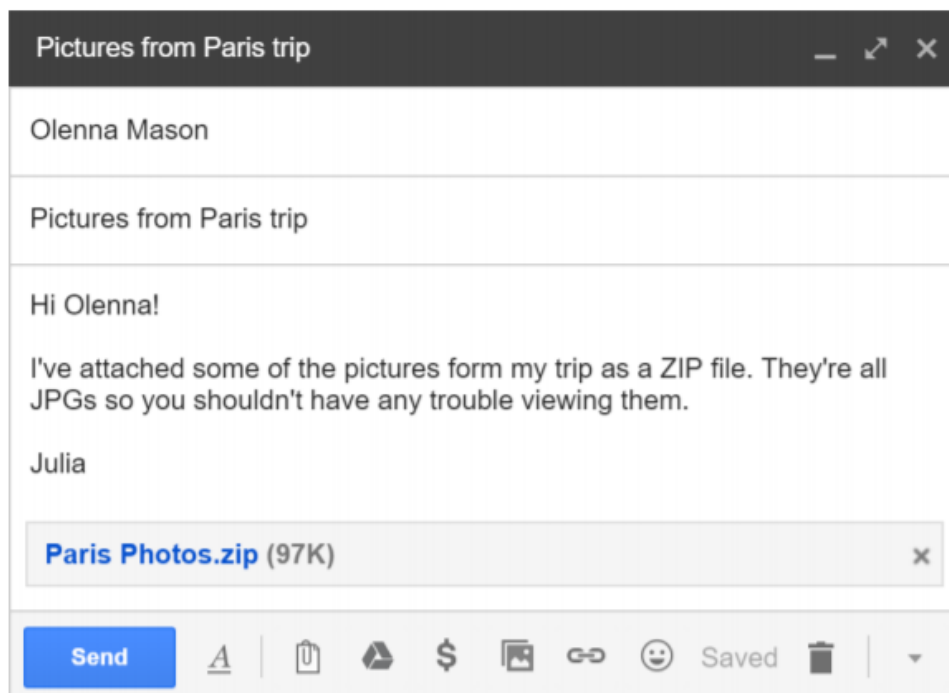 Pictures from Paris trip
Olenna Mason
Pictures from Paris trip
Hi Olenna!
I've attached some of the pictures form my trip as a ZIP file. They're all
JPGs so you shouldn't have any trouble viewing them.
Julia
Paris Photos.zip (97K)
Send A $ Saved